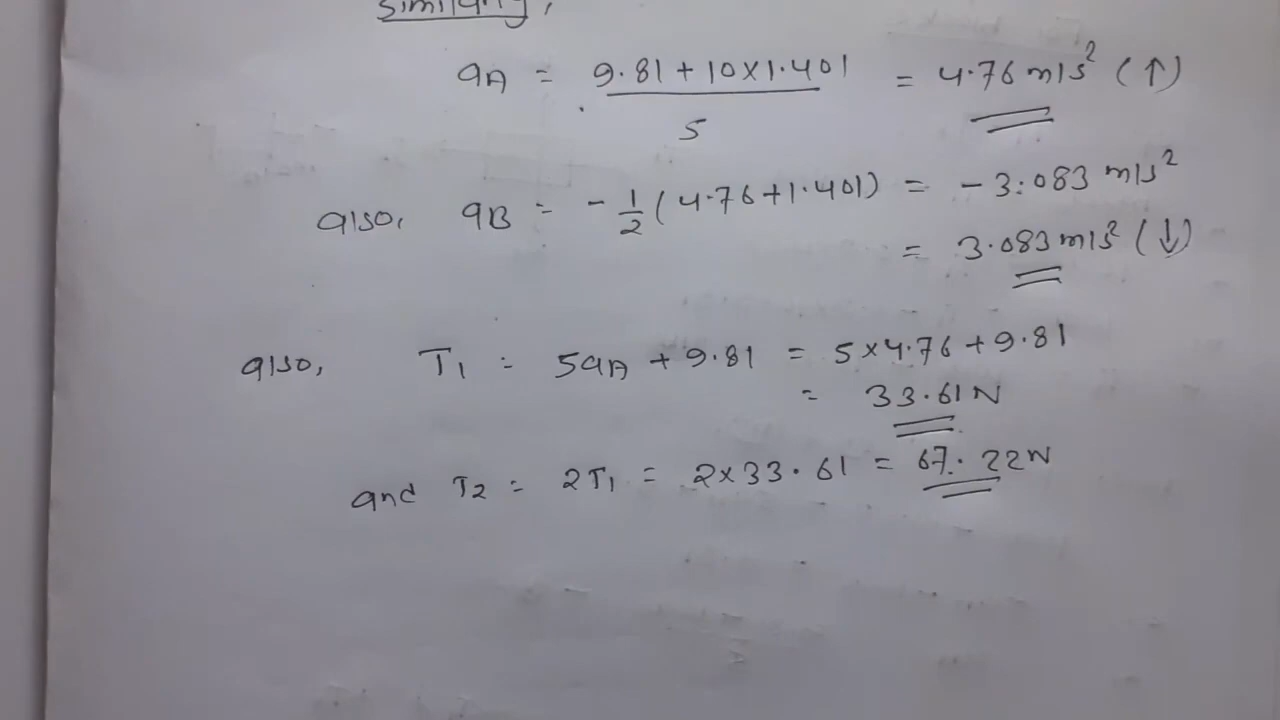 Similarly,
aA = 9.81 + 10×1.401 / 5 = 4.76 m/s² (↑)
also, aB = - 1/2 (4.76 + 1.401) = - 3.083 m/s²
= 3.083 m/s² (↓)
also, T₁ = 5aA + 9.81 = 5×4.76 + 9.81
= 33.61 N
and T₂ = 2T₁ = 2×33.61 = 67.22 N